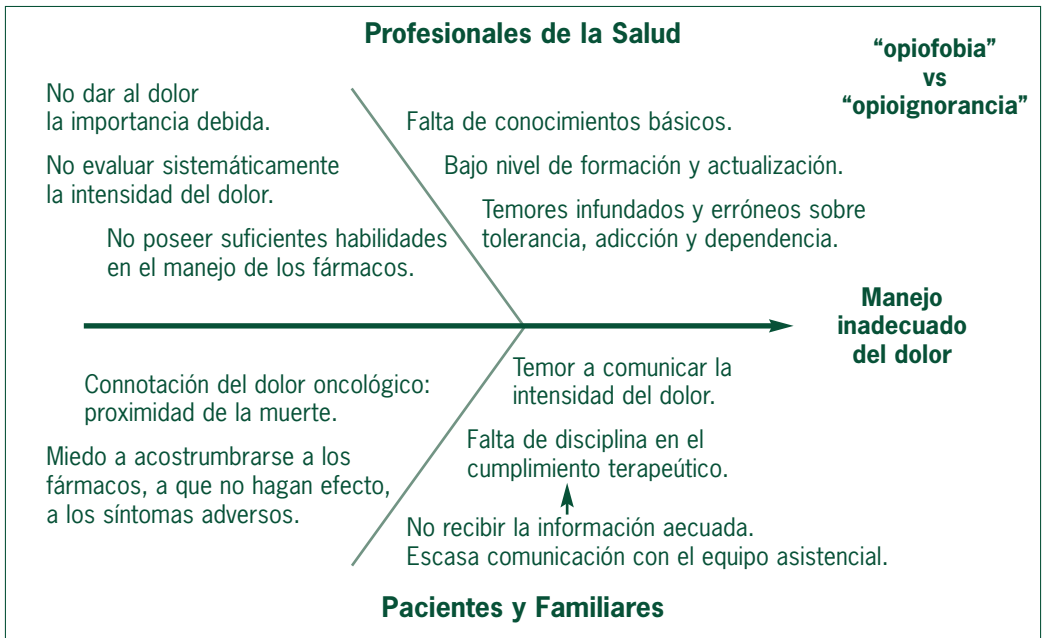 Profesionales de la Salud
“opiofobia”
vs
“opioignorancia”
No dar al dolor
la importancia debida.
No evaluar sistemáticamente
la intensidad del dolor.
No poseer suficientes habilidades
en el manejo de los fármacos.
Falta de conocimientos básicos.
Bajo nivel de formación y actualización.
Temores infundados y erróneos sobre
tolerancia, adicción y dependencia.
Manejo
inadecuado
del dolor
Connotación del dolor oncológico:
proximidad de la muerte.
Miedo a acostrumbrarse a los
fármacos, a que no hagan efecto,
a los síntomas adversos.
Temor a comunicar la
intensidad del dolor.
Falta de disciplina en el
cumplimiento terapeútico.
No recibir la información aecuada.
Escasa comunicación con el equipo asistencial.
Pacientes y Familiares